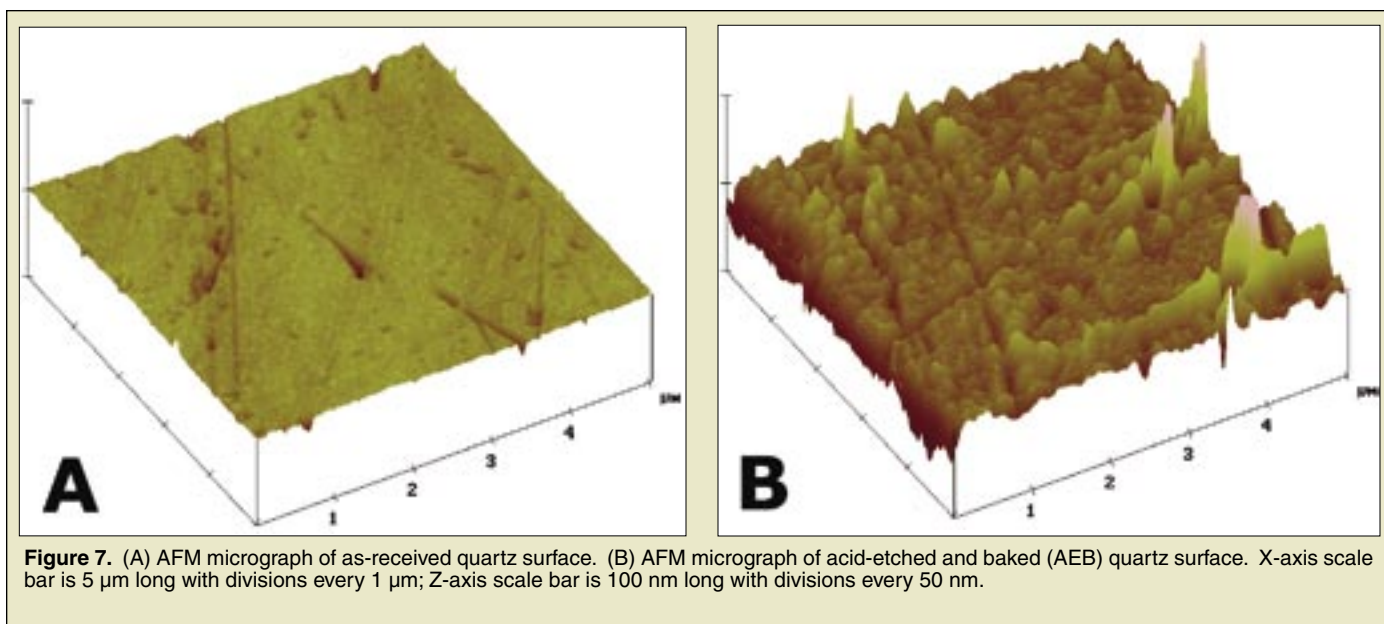 A
1
2
3
4
µM
B
1
2
3
4
µM
Figure 7. (A) AFM micrograph of as-received quartz surface. (B) AFM micrograph of acid-etched and baked (AEB) quartz surface. X-axis scale
bar is 5 µm long with divisions every 1 µm; Z-axis scale bar is 100 nm long with divisions every 50 nm.